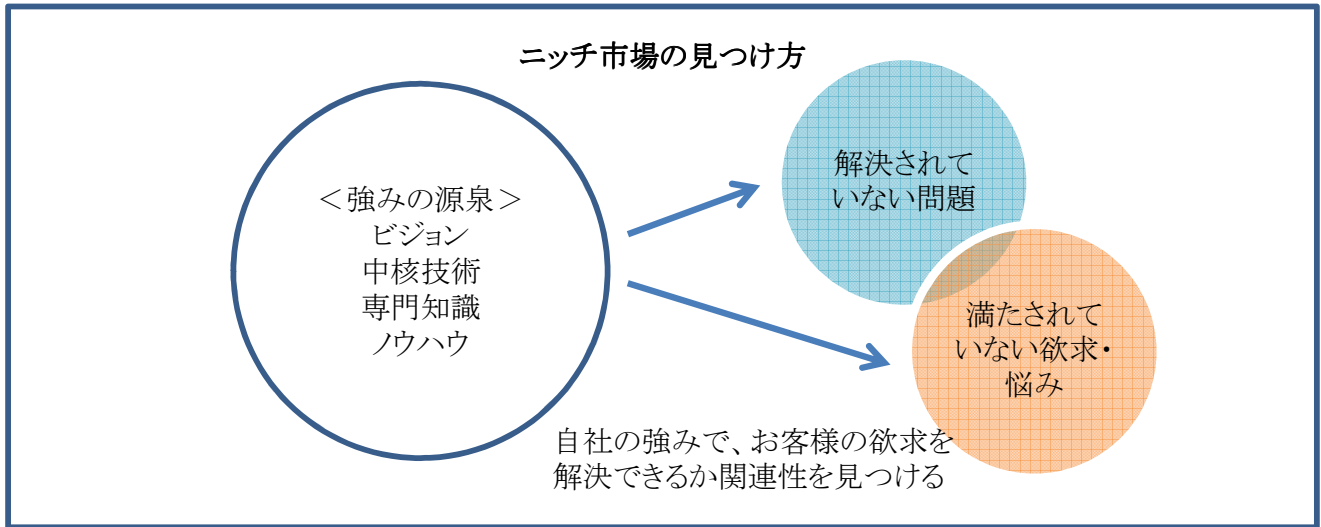 ニッチ市場の見つけ方
＜強みの源泉＞
ビジョン
中核技術
専門知識
ノウハウ
解決されて
いない問題
満たされて
いない欲求・
悩み
自社の強みで、お客様の欲求を
解決できるか関連性を見つける